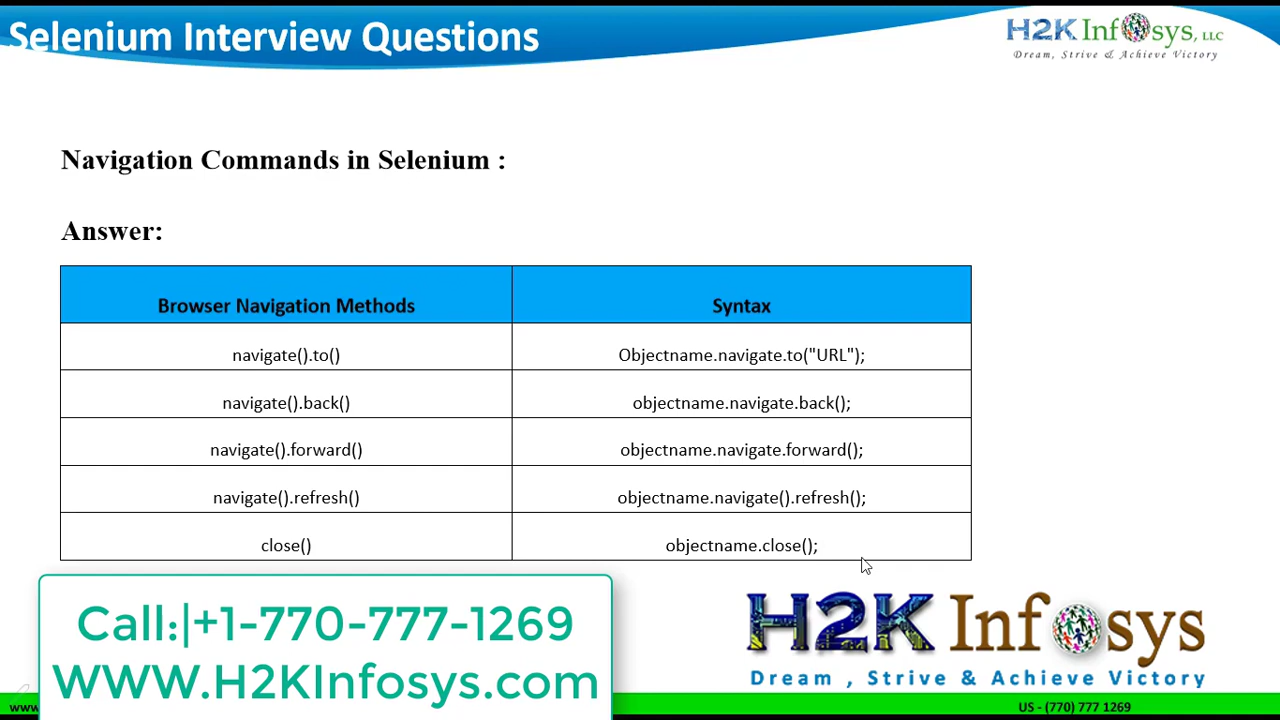 Selenium Interview Questions
H2K Infosys, LLC
Dream, Strive & Achieve Victory
Navigation Commands in Selenium :
Answer:
Browser Navigation Methods Syntax
navigate().to() Objectname.navigate.to("URL");
navigate().back() objectname.navigate.back();
navigate().forward() objectname.navigate.forward();
navigate().refresh() objectname.navigate().refresh();
close() objectname.close();
Call:|+1-770-777-1269
WWW.H2KInfosys.com
H2K Infosys
Dream , Strive & Achieve Victory
www
US - (770) 777 1269